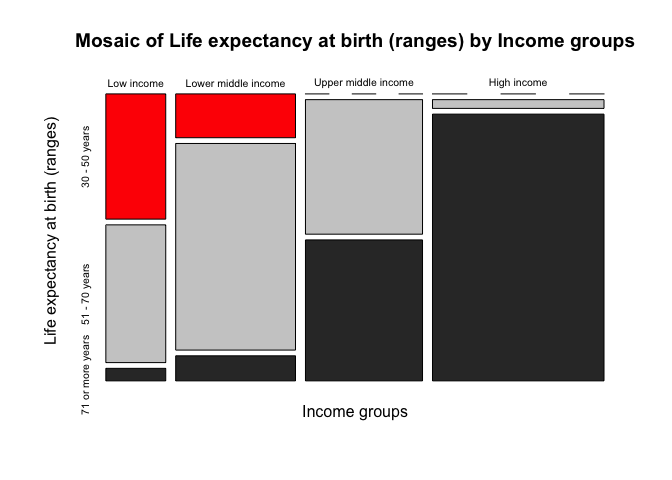 Mosaic of Life expectancy at birth (ranges) by Income groups
Low income
Lower middle income
Upper middle income
High income
Life expectancy at birth (ranges)
30 - 50 years
51 - 70 years
71 or more years
Income groups